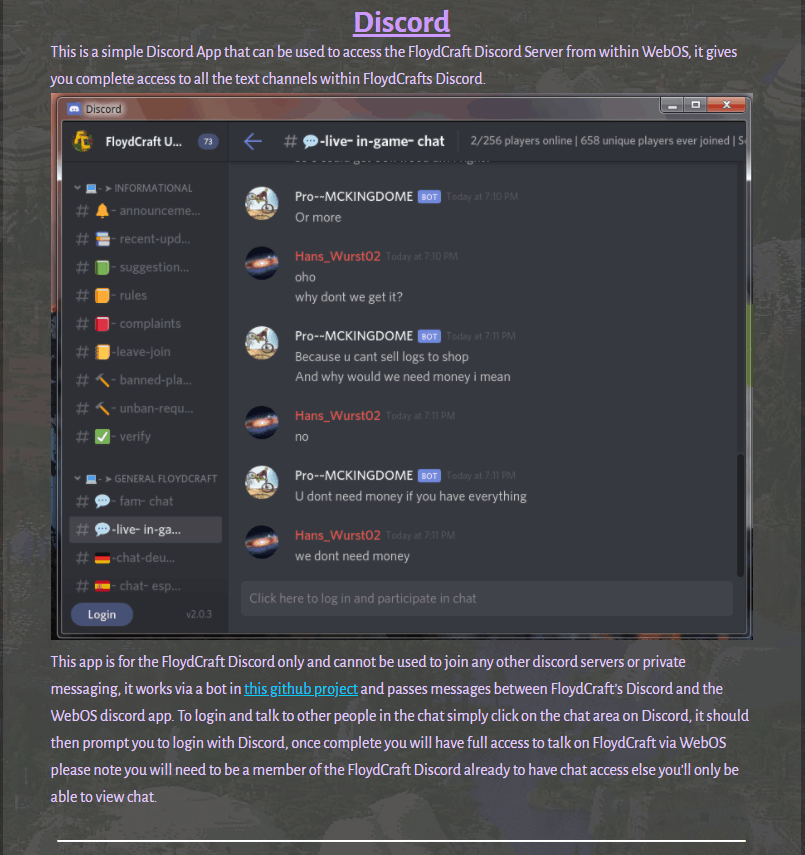 Discord
This is a simple Discord App that can be used to access the FloydCraft Discord Server from within WebOS, it gives
you complete access to all the text channels within FloydCrafts Discord.
Discord
FloydCraft U... 73
# 💬-live- in-game- chat 2/256 players online | 658 unique players ever joined | S
💻- ➤ INFORMATIONAL
# 🔔- announceme...
# - recent-upd...
# 📗- suggestion...
# 📙- rules
# 📕- complaints
# 📒-leave-join
# 🔨- banned-pla...
# 🔨- unban-requ...
# ✅- verify
💻- ➤ GENERAL FLOYDCRAFT
# 💬- fam- chat
# 💬-live- in-ga...
# 🇩🇪-chat-deu...
# 🇪🇸- chat- esp...
Login v2.0.3
Pro--MCKINGDOME BOT Today at 7:10 PM
Or more
Hans_Wurst02 Today at 7:10 PM
oho
why dont we get it?
Pro--MCKINGDOME BOT Today at 7:11 PM
Because u cant sell logs to shop
And why would we need money i mean
Hans_Wurst02 Today at 7:11 PM
no
Pro--MCKINGDOME BOT Today at 7:11 PM
U dont need money if you have everything
Hans_Wurst02 Today at 7:11 PM
we dont need money
Click here to log in and participate in chat
This app is for the FloydCraft Discord only and cannot be used to join any other discord servers or private
messaging, it works via a bot in this github project and passes messages between FloydCraft's Discord and the
WebOS discord app. To login and talk to other people in the chat simply click on the chat area on Discord, it should
then prompt you to login with Discord, once complete you will have full access to talk on FloydCraft via WebOS
please note you will need to be a member of the FloydCraft Discord already to have chat access else you'll only be
able to view chat.